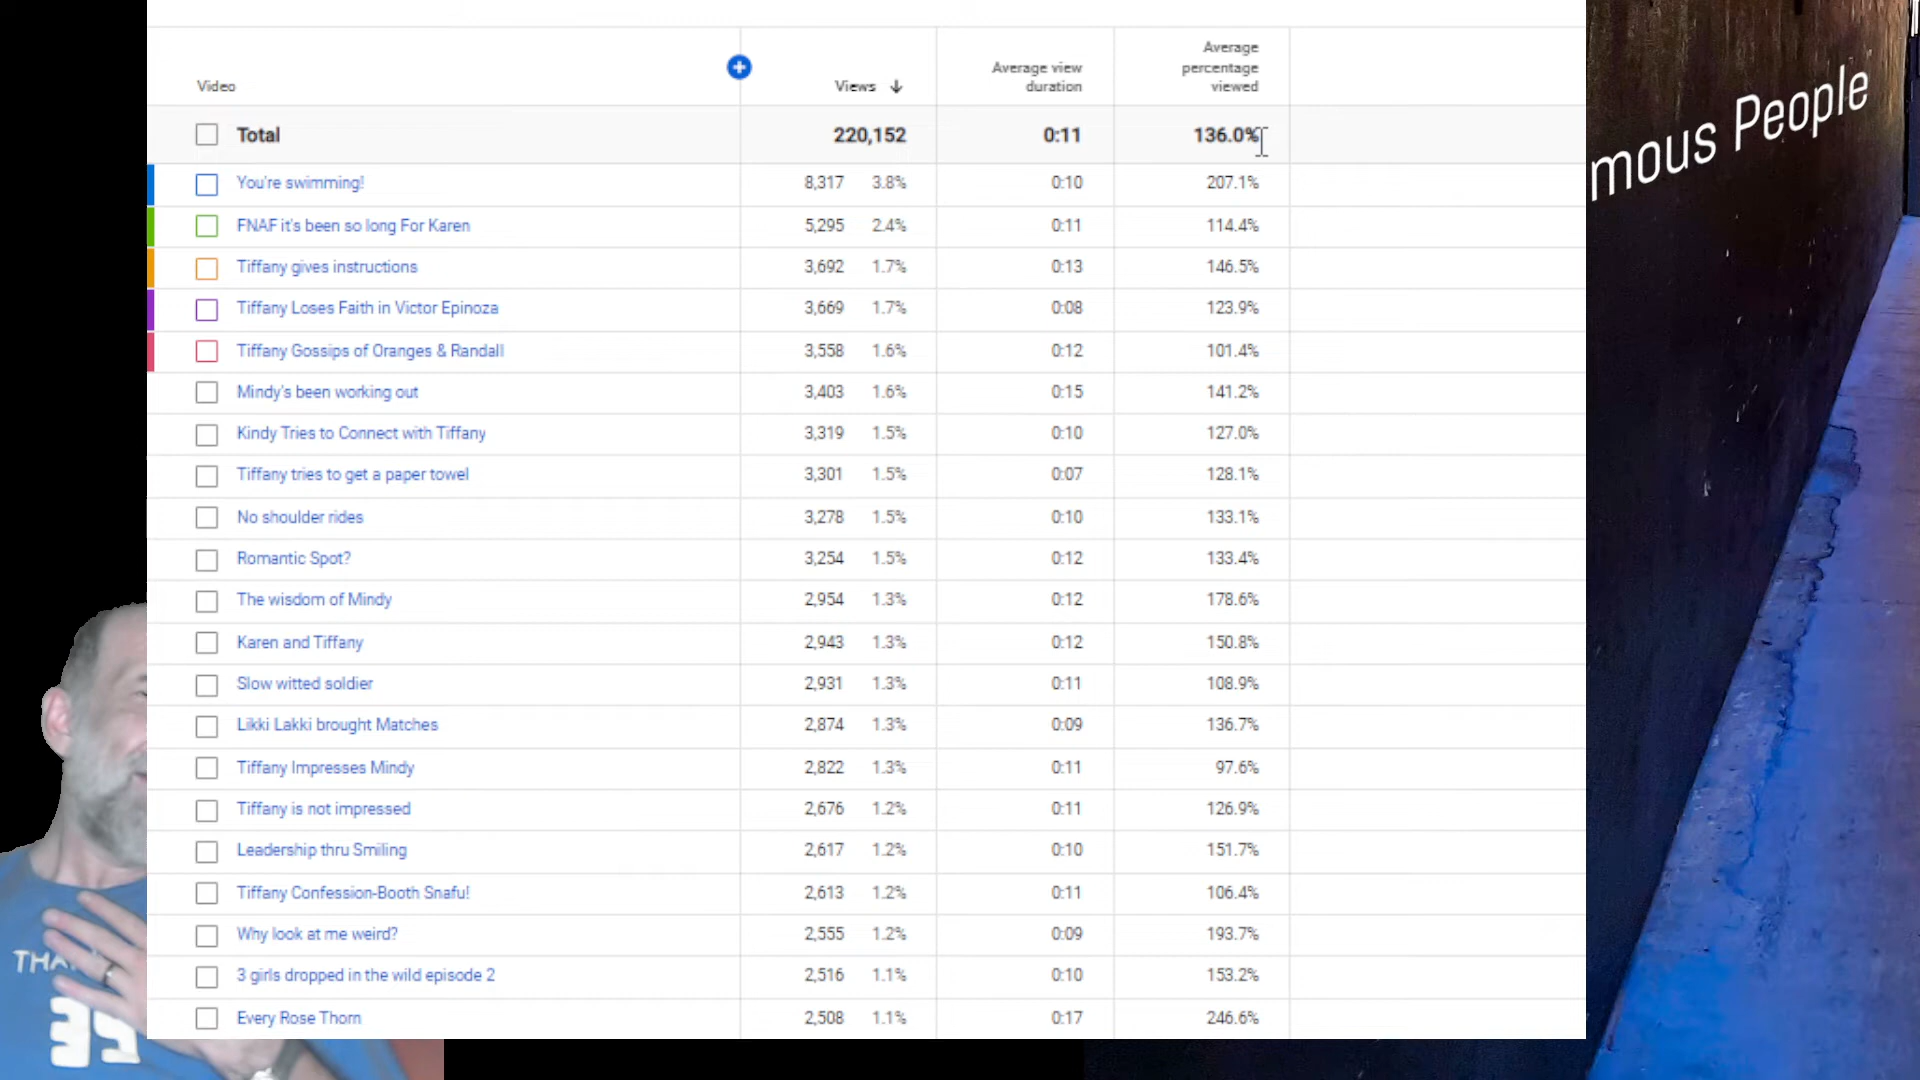 Video
Views
Average view duration
Average percentage viewed
Total 220,152 0:11 136.0%
You're swimming! 8,317 3.8% 0:10 207.1%
FNAF it's been so long For Karen 5,295 2.4% 0:11 114.4%
Tiffany gives instructions 3,692 1.7% 0:13 146.5%
Tiffany Loses Faith in Victor Epinoza 3,669 1.7% 0:08 123.9%
Tiffany Gossips of Oranges & Randall 3,558 1.6% 0:12 101.4%
Mindy's been working out 3,403 1.6% 0:15 141.2%
Kindy Tries to Connect with Tiffany 3,319 1.5% 0:10 127.0%
Tiffany tries to get a paper towel 3,301 1.5% 0:07 128.1%
No shoulder rides 3,278 1.5% 0:10 133.1%
Romantic Spot? 3,254 1.5% 0:12 133.4%
The wisdom of Mindy 2,954 1.3% 0:12 178.6%
Karen and Tiffany 2,943 1.3% 0:12 150.8%
Slow witted soldier 2,931 1.3% 0:11 108.9%
Likki Lakki brought Matches 2,874 1.3% 0:09 136.7%
Tiffany Impresses Mindy 2,822 1.3% 0:11 97.6%
Tiffany is not impressed 2,676 1.2% 0:11 126.9%
Leadership thru Smiling 2,617 1.2% 0:10 151.7%
Tiffany Confession-Booth Snafu! 2,613 1.2% 0:11 106.4%
Why look at me weird? 2,555 1.2% 0:09 193.7%
3 girls dropped in the wild episode 2 2,516 1.1% 0:10 153.2%
Every Rose Thorn 2,508 1.1% 0:17 246.6%
mous People